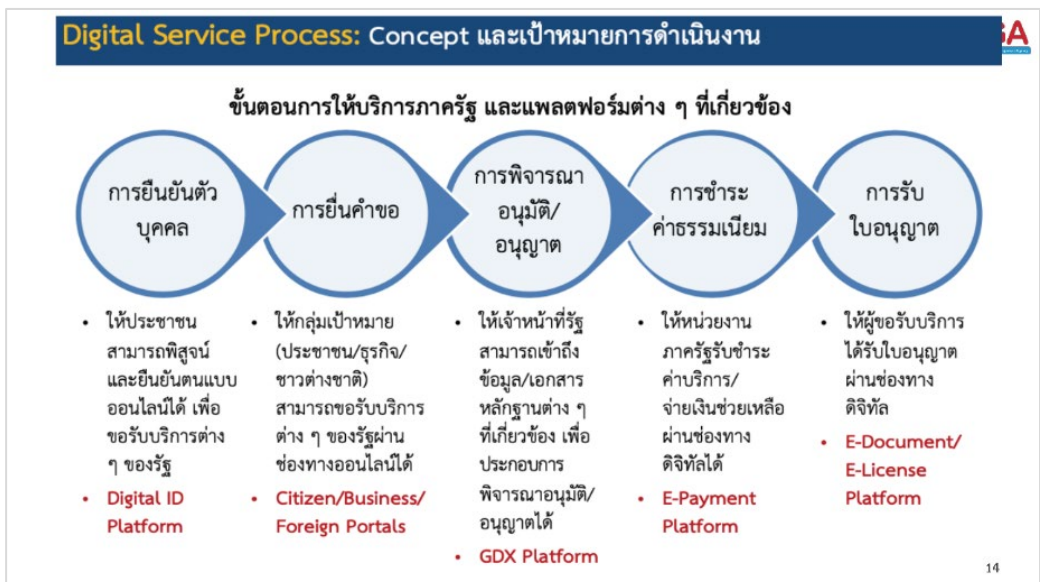 Digital Service Process: Concept และเป้าหมายการดำเนินงาน
GA
ขั้นตอนการให้บริการภาครัฐ และแพลตฟอร์มต่าง ๆ ที่เกี่ยวข้อง
การยืนยันตัว
บุคคล
การยื่นคำขอ
การพิจารณา
อนุมัติ/
อนุญาต
การชำระ
ค่าธรรมเนียม
การรับ
ใบอนุญาต
• ให้ประชาชน
สามารถพิสูจน์
และยืนยันตนแบบ
ออนไลน์ได้ เพื่อ
ขอรับบริการต่าง
ๆ ของรัฐ
• Digital ID
Platform
• ให้กลุ่มเป้าหมาย
(ประชาชน/ธุรกิจ/
ชาวต่างชาติ)
สามารถขอรับบริการ
ต่าง ๆ ของรัฐผ่าน
ช่องทางออนไลน์ได้
• Citizen/Business/
Foreign Portals
• ให้เจ้าหน้าที่รัฐ
สามารถเข้าถึง
ข้อมูล/เอกสาร
หลักฐานต่าง ๆ
ที่เกี่ยวข้อง เพื่อ
ประกอบการ
พิจารณาอนุมัติ/
อนุญาตได้
• GDX Platform
• ให้หน่วยงาน
ภาครัฐรับชำระ
ค่าบริการ/
จ่ายเงินช่วยเหลือ
ผ่านช่องทาง
ดิจิทัลได้
• E-Payment
Platform
• ให้ผู้ขอรับบริการ
ได้รับใบอนุญาต
ผ่านช่องทาง
ดิจิทัล
• E-Document/
E-License
Platform
14